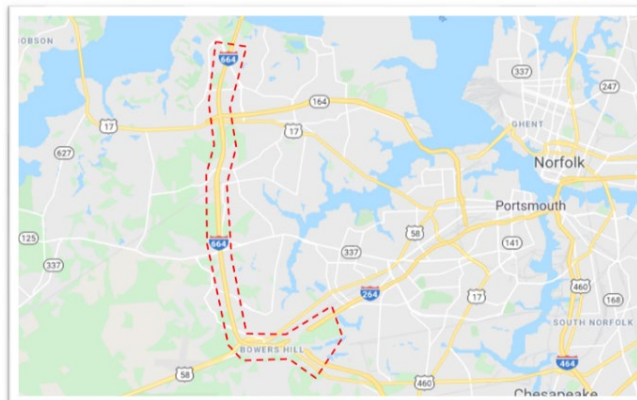 OBSON
664
337
247
17
164
17
GHENT
627
Norfolk
Portsmouth
125
58
337
664
337
141
264
460
17
168
SOUTH NORFOLK
BOWERS HILL
58
460
464
Chesapeake